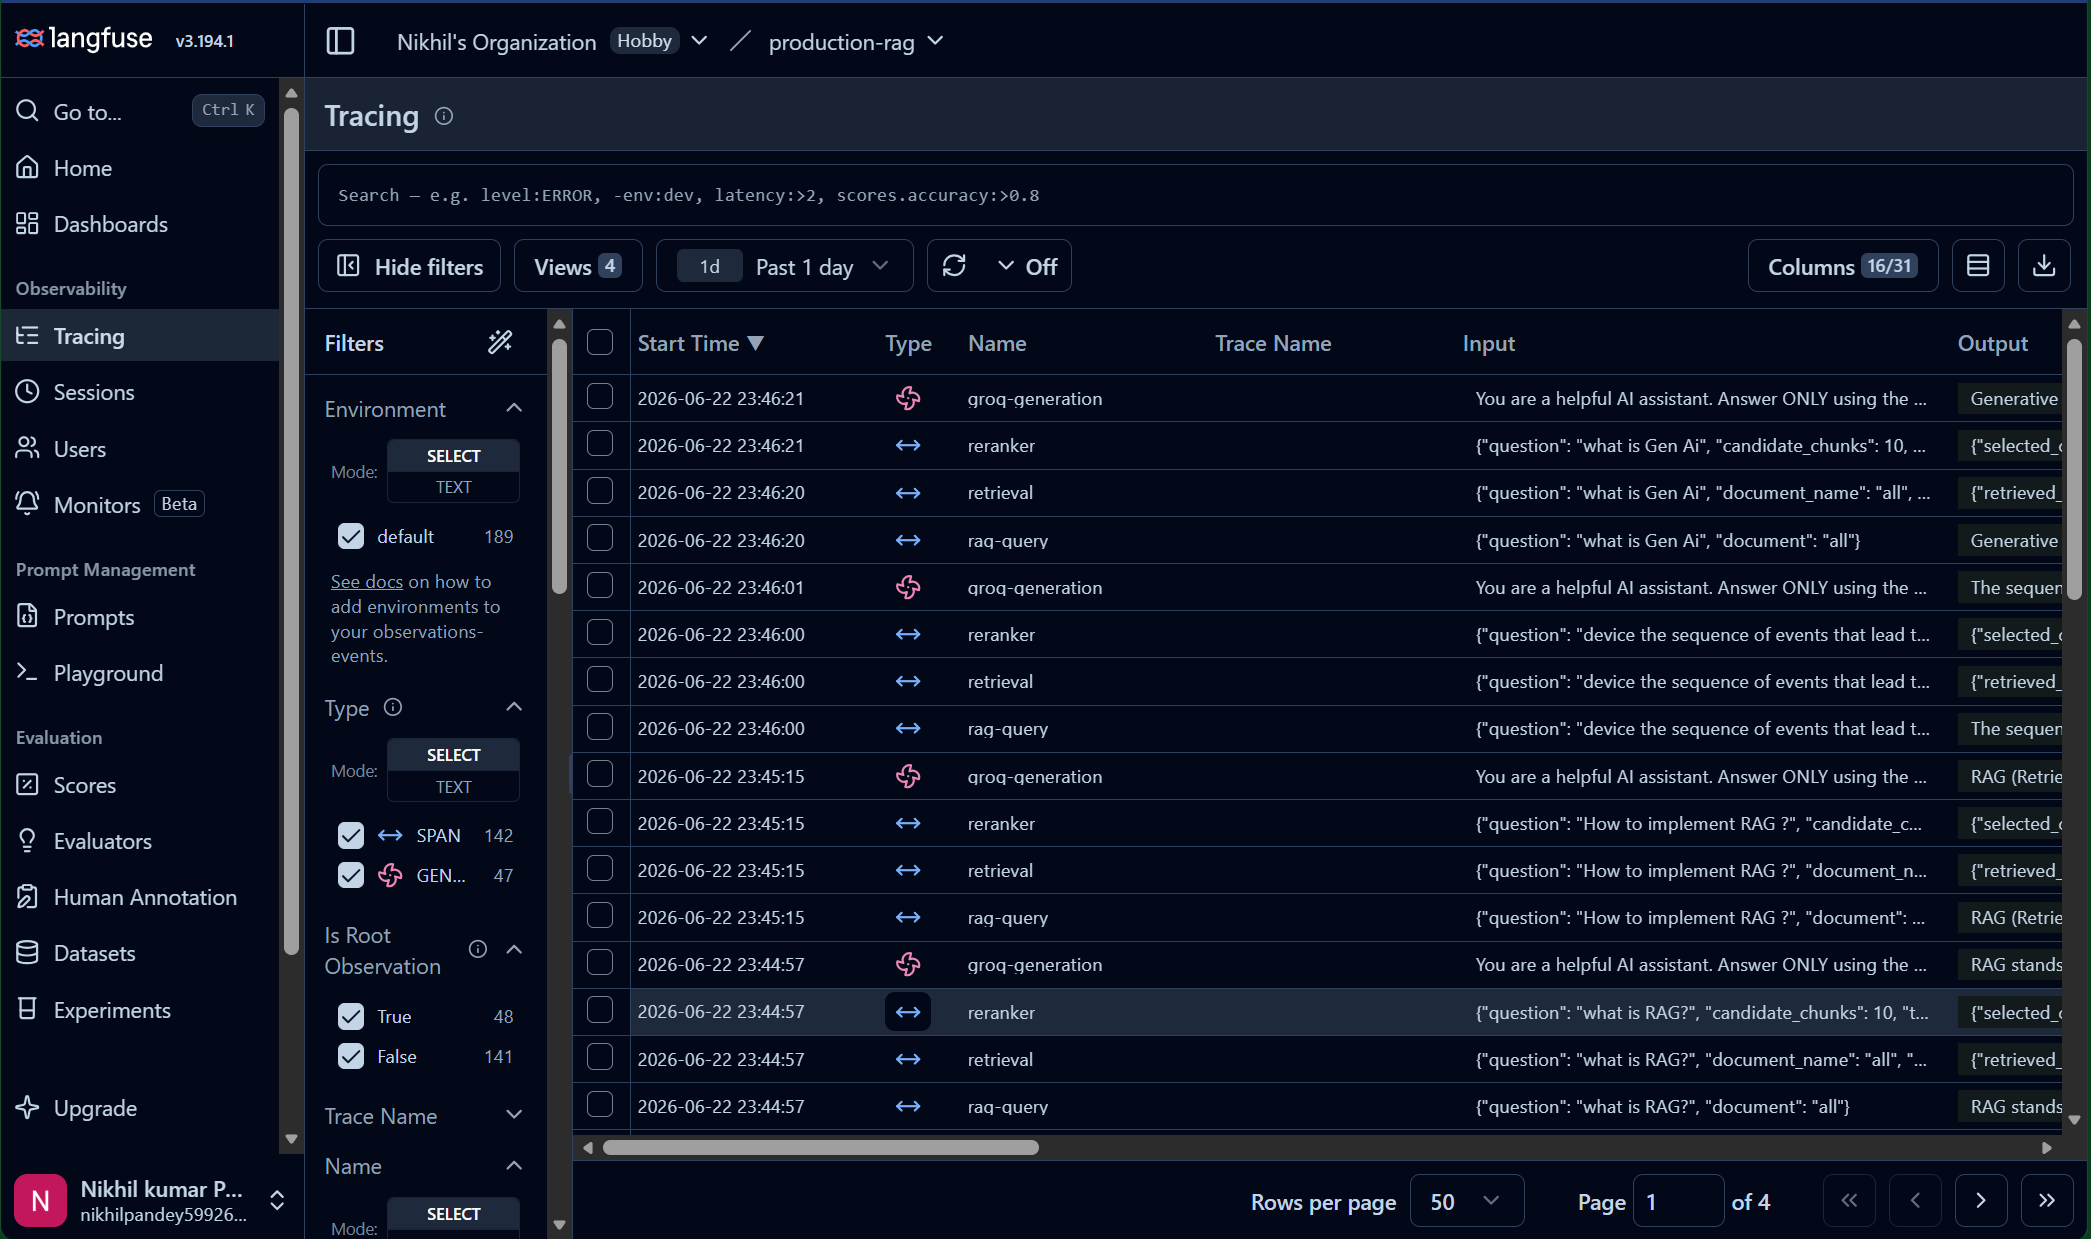 langfuse v3.194.1
Nikhil's Organization Hobby / production-rag
Go to... Ctrl K
Home
Dashboards
Observability
Tracing
Sessions
Users
Monitors Beta
Prompt Management
Prompts
Playground
Evaluation
Scores
Evaluators
Human Annotation
Datasets
Experiments
Upgrade
N
Nikhil kumar P...
nikhilpandey59926...
Tracing
Search – e.g. level:ERROR, -env:dev, latency:>2, scores.accuracy:>0.8
Hide filters Views 4 1d Past 1 day Off Columns 16/31
Filters
Environment
Mode: SELECT
TEXT
default 189
See docs on how to
add environments to
your observations-
events.
Type
Mode: SELECT
TEXT
SPAN 142
GEN... 47
Is Root
Observation
True 48
False 141
Trace Name
Name
Mode: SELECT
Start Time ▼ Type Name Trace Name Input Output
2026-06-22 23:46:21 groq-generation You are a helpful AI assistant. Answer ONLY using the ... Generative
2026-06-22 23:46:21 reranker {"question": "what is Gen Ai", "candidate_chunks": 10, ... {"selected_c
2026-06-22 23:46:20 retrieval {"question": "what is Gen Ai", "document_name": "all", ... {"retrieved_
2026-06-22 23:46:20 rag-query {"question": "what is Gen Ai", "document": "all"} Generative
2026-06-22 23:46:01 groq-generation You are a helpful AI assistant. Answer ONLY using the ... The sequen
2026-06-22 23:46:00 reranker {"question": "device the sequence of events that lead t... {"selected_c
2026-06-22 23:46:00 retrieval {"question": "device the sequence of events that lead t... {"retrieved_
2026-06-22 23:46:00 rag-query {"question": "device the sequence of events that lead t... The sequen
2026-06-22 23:45:15 groq-generation You are a helpful AI assistant. Answer ONLY using the ... RAG (Retrie
2026-06-22 23:45:15 reranker {"question": "How to implement RAG ?", "candidate_c... {"selected_c
2026-06-22 23:45:15 retrieval {"question": "How to implement RAG ?", "document_n... {"retrieved_
2026-06-22 23:45:15 rag-query {"question": "How to implement RAG ?", "document": ... RAG (Retrie
2026-06-22 23:44:57 groq-generation You are a helpful AI assistant. Answer ONLY using the ... RAG stands
2026-06-22 23:44:57 reranker {"question": "what is RAG?", "candidate_chunks": 10, "t... {"selected_c
2026-06-22 23:44:57 retrieval {"question": "what is RAG?", "document_name": "all", "... {"retrieved_
2026-06-22 23:44:57 rag-query {"question": "what is RAG?", "document": "all"} RAG stands
Rows per page 50 Page 1 of 4